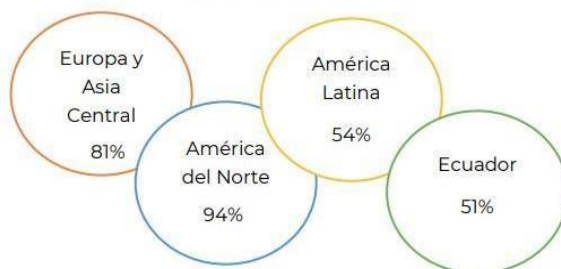 Europa y
Asia
Central
81%
América
del Norte
94%
América
Latina
54%
Ecuador
51%